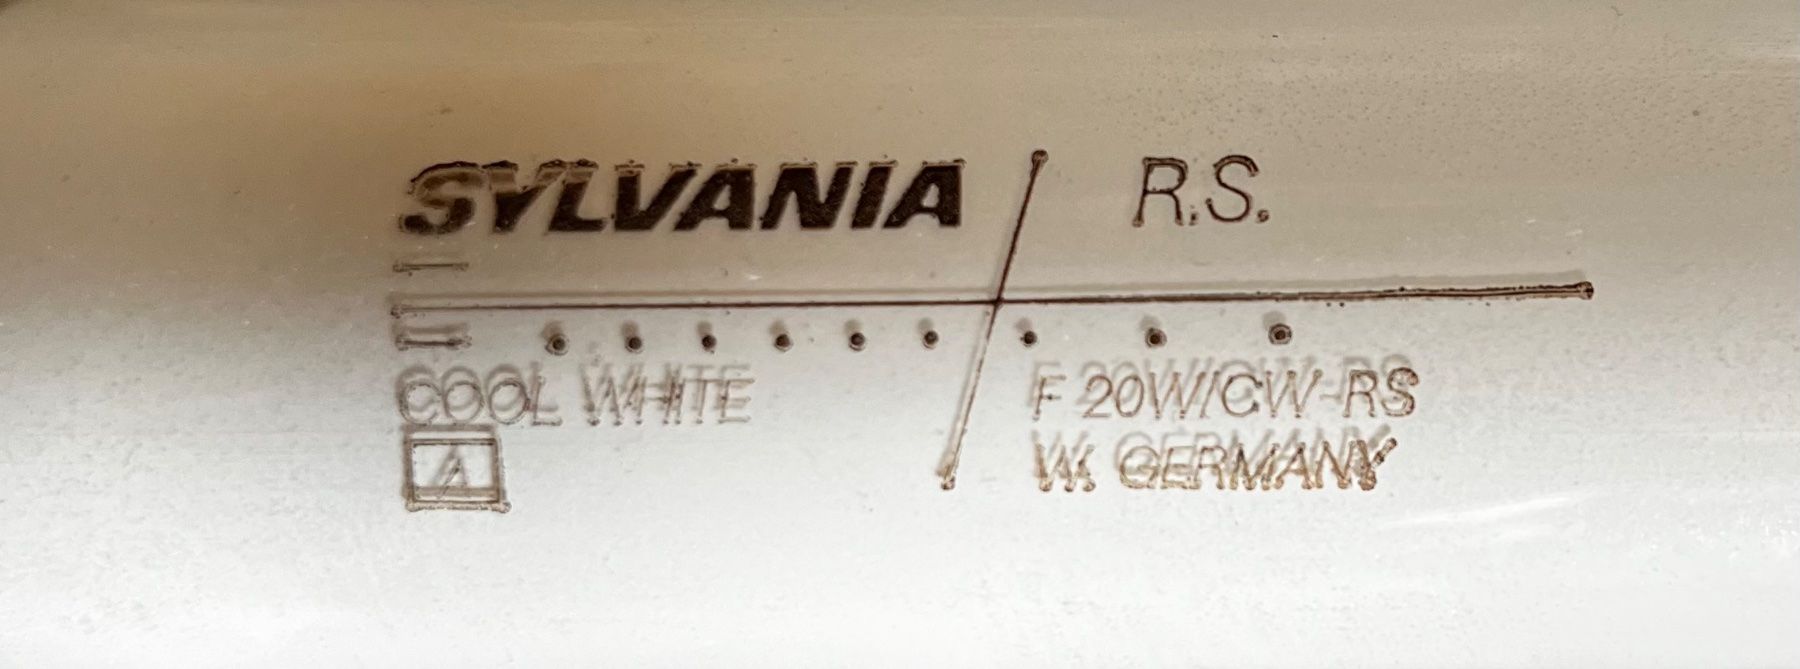 SYLVANIA R.S.
COOL WHITE F 20W/CW-RS
A W. GERMANY